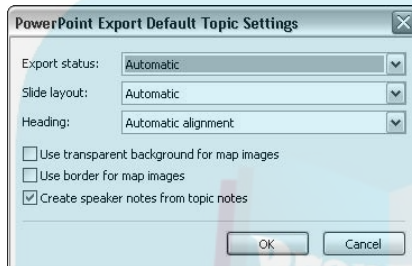 PowerPoint Export Default Topic Settings
Export status: Automatic
Slide layout: Automatic
Heading: Automatic alignment
Use transparent background for map images
Use border for map images
Create speaker notes from topic notes
OK Cancel